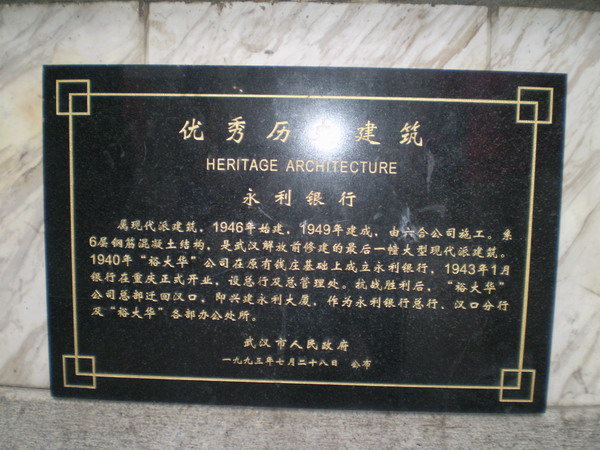 优秀历史建筑
HERITAGE ARCHITECTURE
永利银行
属现代派建筑，1946年始建，1949年建成，由六合公司施工。系
6层钢筋混凝土结构，是武汉解放前修建的最后一幢大型现代派建筑。
1940年“裕大华”公司在原有钱庄基础上成立永利银行，1943年1月
银行在重庆正式开业，设总行及总管理处。抗战胜利后，“裕大华”
公司总部迁回汉口，即兴建永利大厦，作为永利银行总行、汉口分行
及“裕大华”各部办公处所。
武汉市人民政府
一九九三年七月二十八日 公布